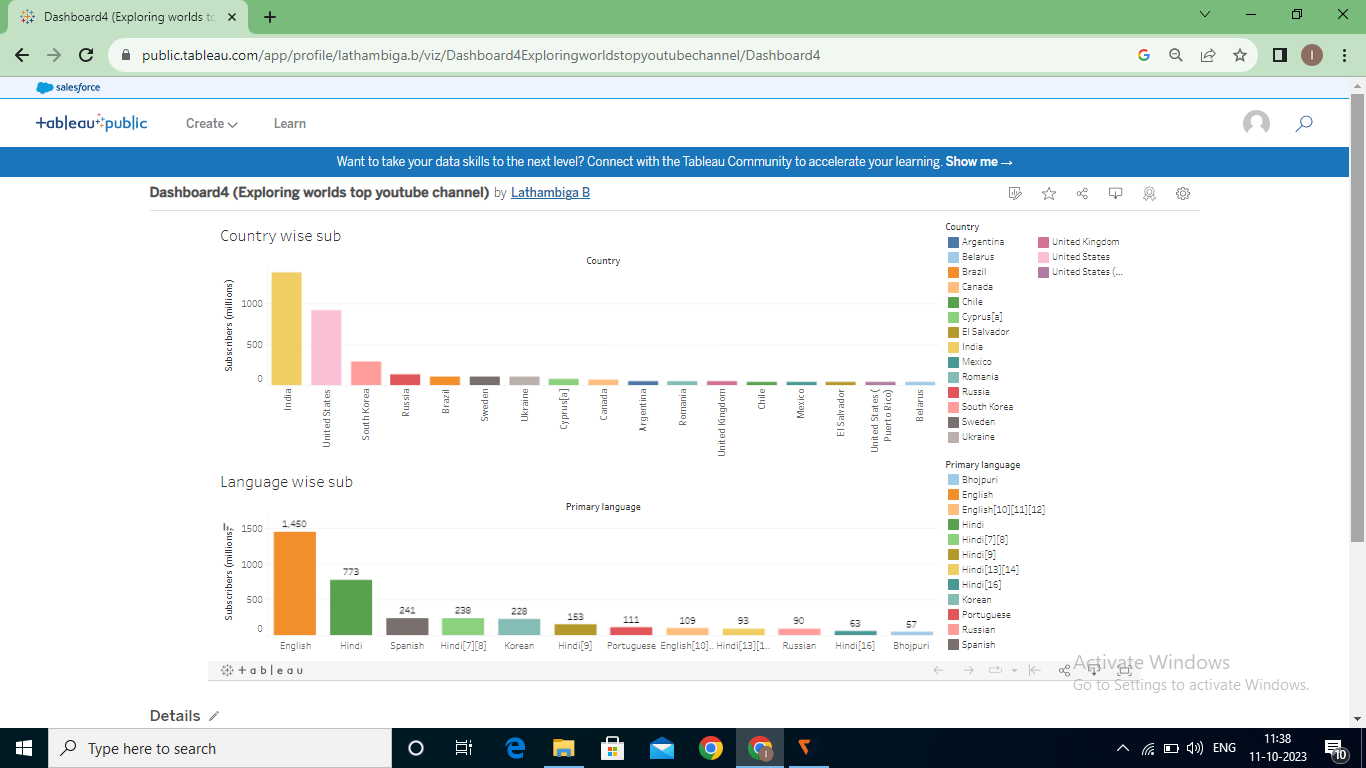 Dashboard4 (Exploring worlds to
public.tableau.com/app/profile/lathambiga.b/viz/Dashboard4Exploringworldstopyoutubechannel/Dashboard4
I
salesforce
+ableau public
Create
Learn
Want to take your data skills to the next level? Connect with the Tableau Community to accelerate your learning. Show me →
Dashboard4 (Exploring worlds top youtube channel) by Lathambiga B
Country wise sub
Country
Subscribers (millions)
1000
500
0
India
United States
South Korea
Russia
Brazil
Sweden
Ukraine
Cyprus[a]
Canada
Argentina
Romania
United Kingdom
Chile
Mexico
El Salvador
United States (
Puerto Rico)
Belarus
Country
Argentina
Belarus
Brazil
Canada
Chile
Cyprus[a]
El Salvador
India
Mexico
Romania
Russia
South Korea
Sweden
Ukraine
United Kingdom
United States
United States (...
Language wise sub
Primary language
Subscribers (millions)
1500
1000
500
0
1,450
773
241
238
228
153
111
109
93
90
63
57
English
Hindi
Spanish
Hindi[7][8]
Korean
Hindi[9]
Portuguese
English[10]..
Hindi[13][1..
Russian
Hindi[16]
Bhojpuri
Primary language
Bhojpuri
English
English[10][11][12]
Hindi
Hindi[7][8]
Hindi[9]
Hindi[13][14]
Hindi[16]
Korean
Portuguese
Russian
Spanish
+ableau
Activate Windows
Go to Settings to activate Windows.
Details
Type here to search
I
ENG
11:38
11-10-2023
10